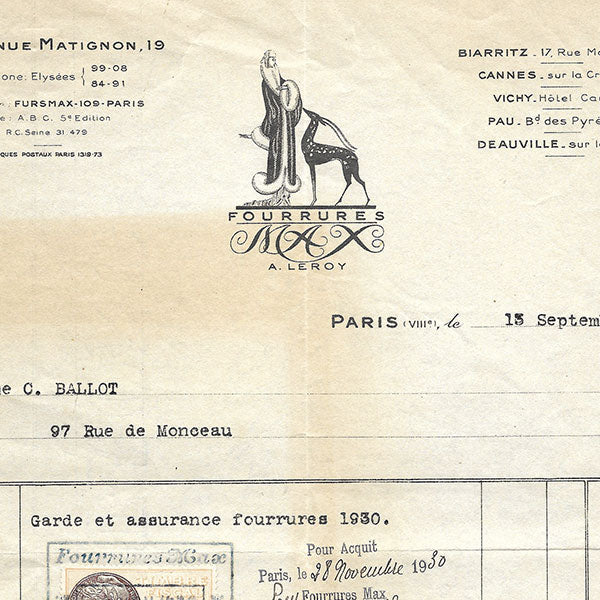 NUE MATIGNON, 19
one: Elysées { 99-08
84-91
: FURSMAX-109-PARIS
e : A.B.C. 5e Edition
R.C. Seine 31 479
QUES POSTAUX PARIS 1319-73
FOURRURES
MAX
A. LEROY
BIARRITZ - 17, Rue Ma
CANNES - sur la Cr
VICHY - Hôtel Car
PAU - Bd des Pyré
DEAUVILLE - sur l
PARIS (VIIIe), le 15 Septem
e C. BALLOT
97 Rue de Monceau
Garde et assurance fourrures 1930.
Fourrures Max
Pour Acquit
Paris, le 28 Novembre 1930
Pour Fourrures Max